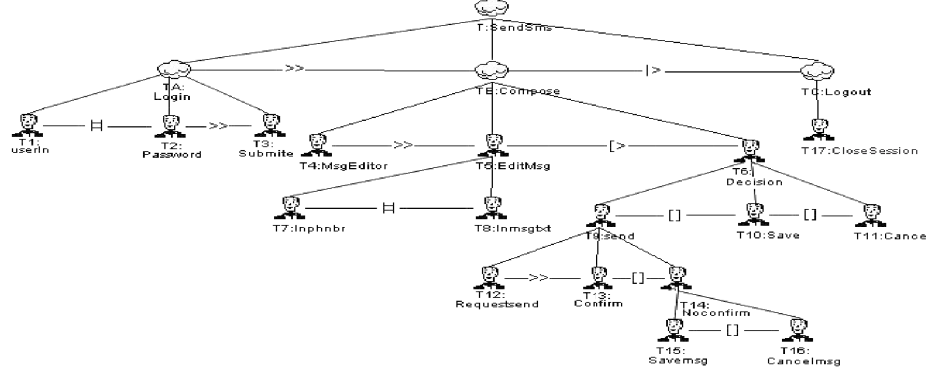 T:SendSms
>>
|>
TA:
Login
TB:Compose
TC:Logout
|=|
>>
T1:
userIn
T2:
Password
T3:
Submite
>>
[>
T4:MsgEditor
T5:EditMsg
T6:
Decision
T17:CloseSession
|=|
T7:Inphnbr
T8:Inmsgtxt
[]
[]
T9:send
T10:Save
T11:Cance
>>
[]
T12:
Requestsend
T13:
Confirm
T14:
Noconfirm
[]
T15:
Savemsg
T16:
Cancelmsg